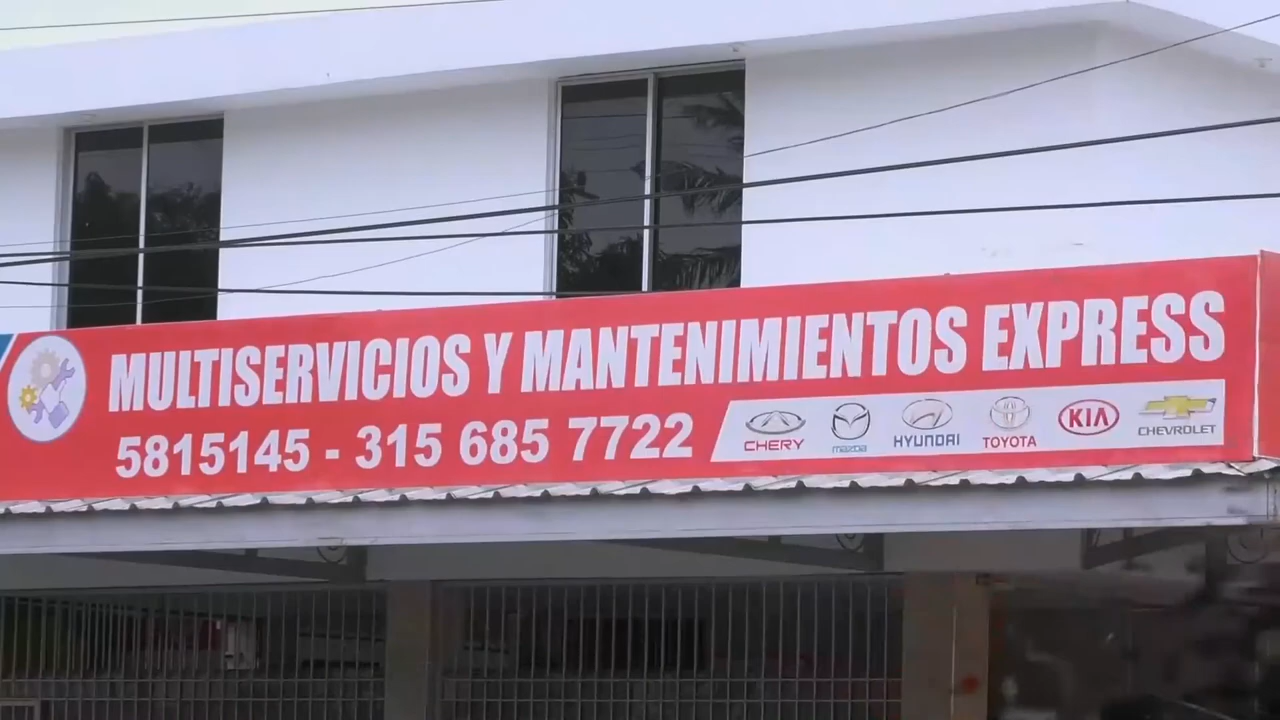 MULTISERVICIOS Y MANTENIMIENTOS EXPRESS
5815145 - 315 685 7722
CHERY mazda HYUNDAI TOYOTA KIA CHEVROLET